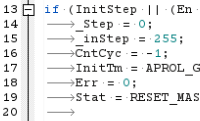 13 if (InitStep || (En
14 _Step = 0;
15 _inStep = 255;
16 CntCyc = -1;
17 InitTm = APROL_G
18 Err = 0;
19 Stat = RESET_MAS
20